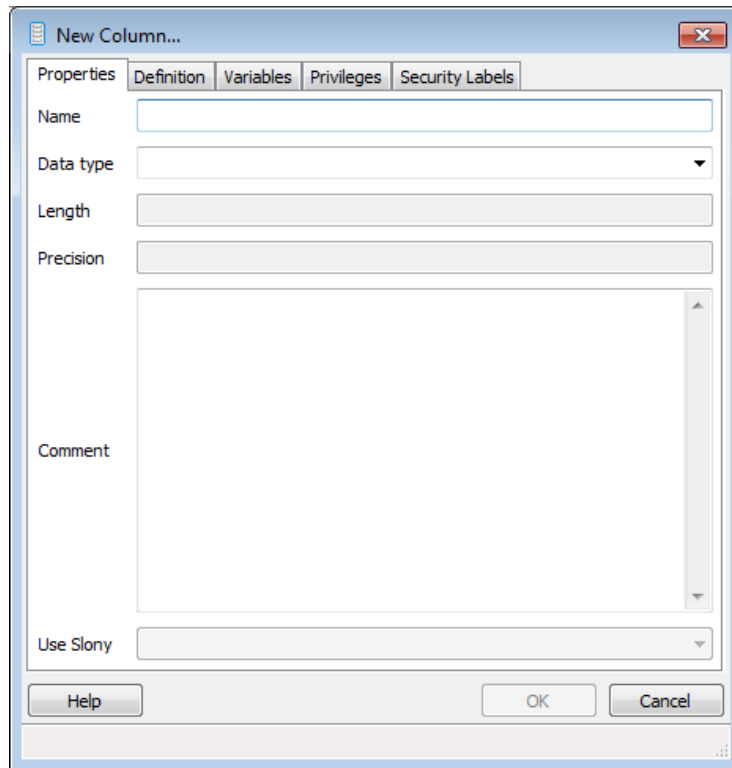 New Column...
Properties Definition Variables Privileges Security Labels
Name
Data type
Length
Precision
Comment
Use Slony
Help OK Cancel